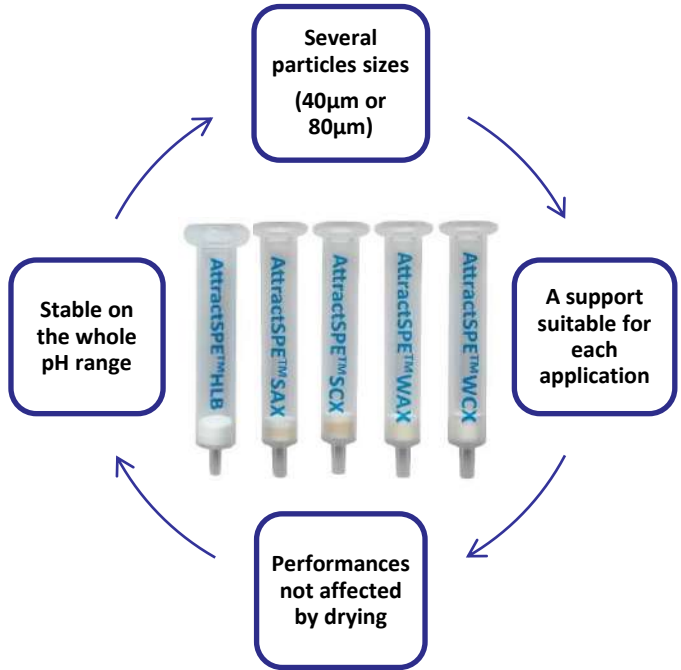 Several
particles sizes
(40µm or
80µm)
Stable on
the whole
pH range
AttractSPE™HLB
AttractSPE™SAX
AttractSPE™SCX
AttractSPE™WAX
AttractSPE™WCX
A support
suitable for
each
application
Performances
not affected
by drying